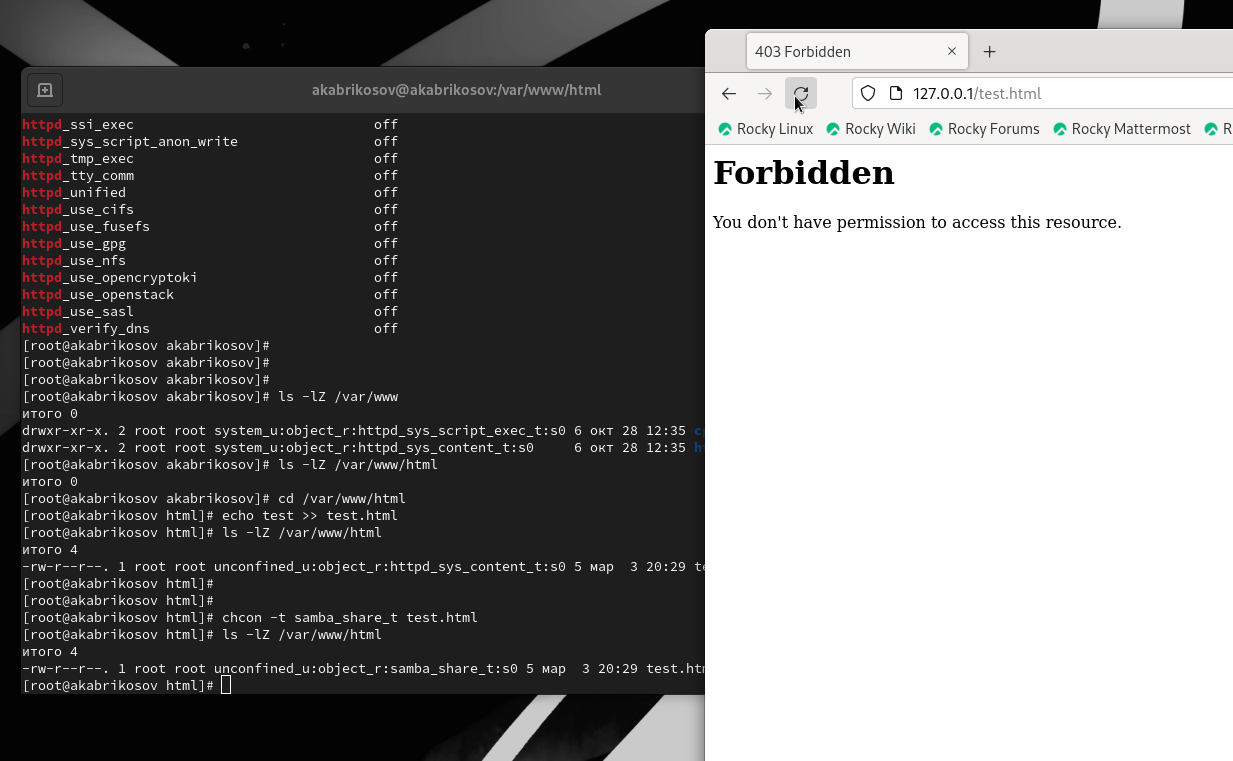 akabrikosov@akabrikosov:/var/www/html
httpd_ssi_exec off
httpd_sys_script_anon_write off
httpd_tmp_exec off
httpd_tty_comm off
httpd_unified off
httpd_use_cifs off
httpd_use_fusefs off
httpd_use_gpg off
httpd_use_nfs off
httpd_use_opencryptoki off
httpd_use_openstack off
httpd_use_sasl off
httpd_verify_dns off
[root@akabrikosov akabrikosov]#
[root@akabrikosov akabrikosov]#
[root@akabrikosov akabrikosov]#
[root@akabrikosov akabrikosov]# ls -lZ /var/www
итого 0
drwxr-xr-x. 2 root root system_u:object_r:httpd_sys_script_exec_t:s0 6 окт 28 12:35
drwxr-xr-x. 2 root root system_u:object_r:httpd_sys_content_t:s0 6 окт 28 12:35
[root@akabrikosov akabrikosov]# ls -lZ /var/www/html
итого 0
[root@akabrikosov akabrikosov]# cd /var/www/html
[root@akabrikosov html]# echo test >> test.html
[root@akabrikosov html]# ls -lZ /var/www/html
итого 4
-rw-r--r--. 1 root root unconfined_u:object_r:httpd_sys_content_t:s0 5 мар 3 20:29
[root@akabrikosov html]#
[root@akabrikosov html]#
[root@akabrikosov html]# chcon -t samba_share_t test.html
[root@akabrikosov html]# ls -lZ /var/www/html
итого 4
-rw-r--r--. 1 root root unconfined_u:object_r:samba_share_t:s0 5 мар 3 20:29
[root@akabrikosov html]#
403 Forbidden
127.0.0.1/test.html
Rocky Linux Rocky Wiki Rocky Forums Rocky Mattermost
Forbidden
You don't have permission to access this resource.